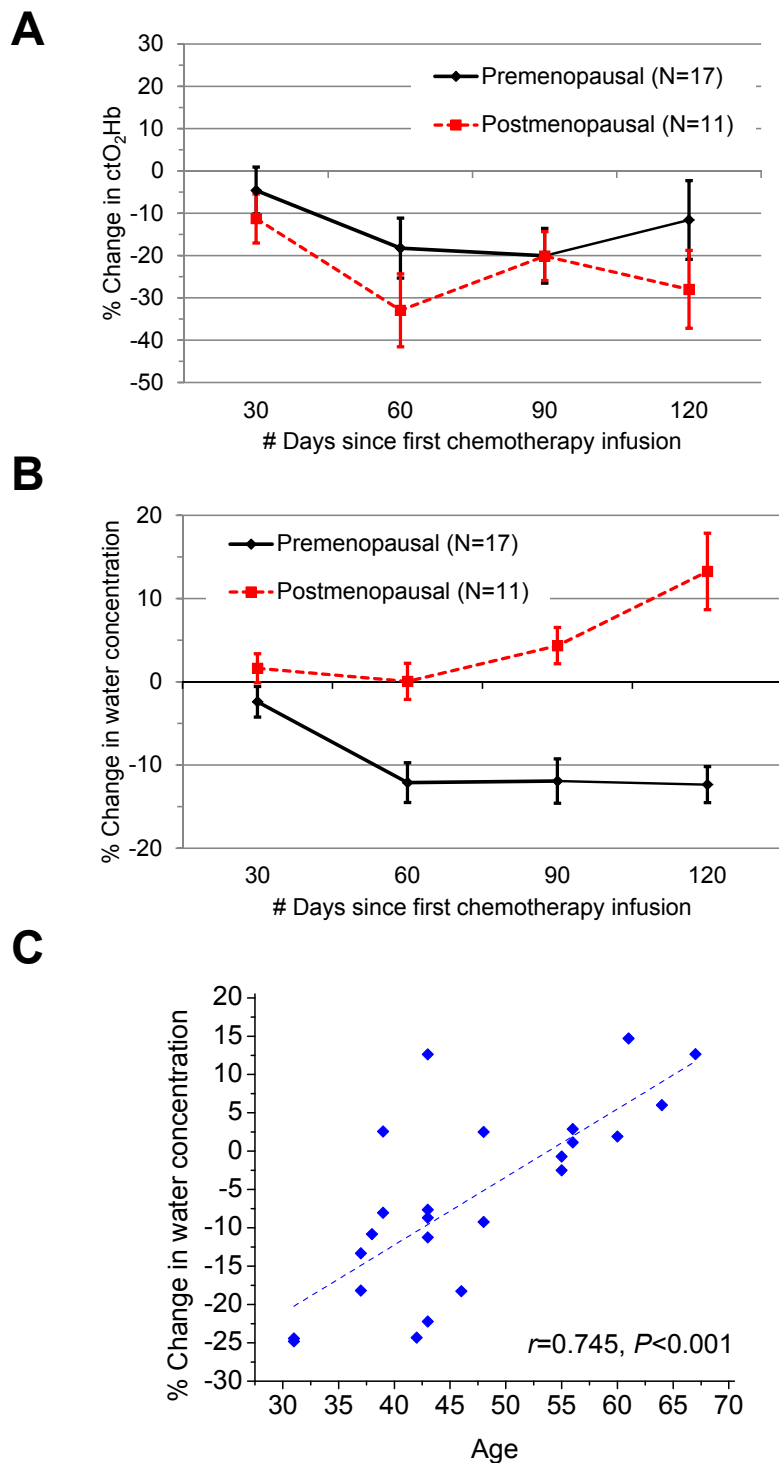 A
30
20
10
0
-10
-20
-30
-40
-50
% Change in ctO₂Hb
Premenopausal (N=17)
Postmenopausal (N=11)
30 60 90 120
# Days since first chemotherapy infusion
B
20
10
0
-10
-20
% Change in water concentration
Premenopausal (N=17)
Postmenopausal (N=11)
30 60 90 120
# Days since first chemotherapy infusion
C
20
15
10
5
0
-5
-10
-15
-20
-25
-30
% Change in water concentration
r=0.745, P<0.001
30 35 40 45 50 55 60 65 70
Age